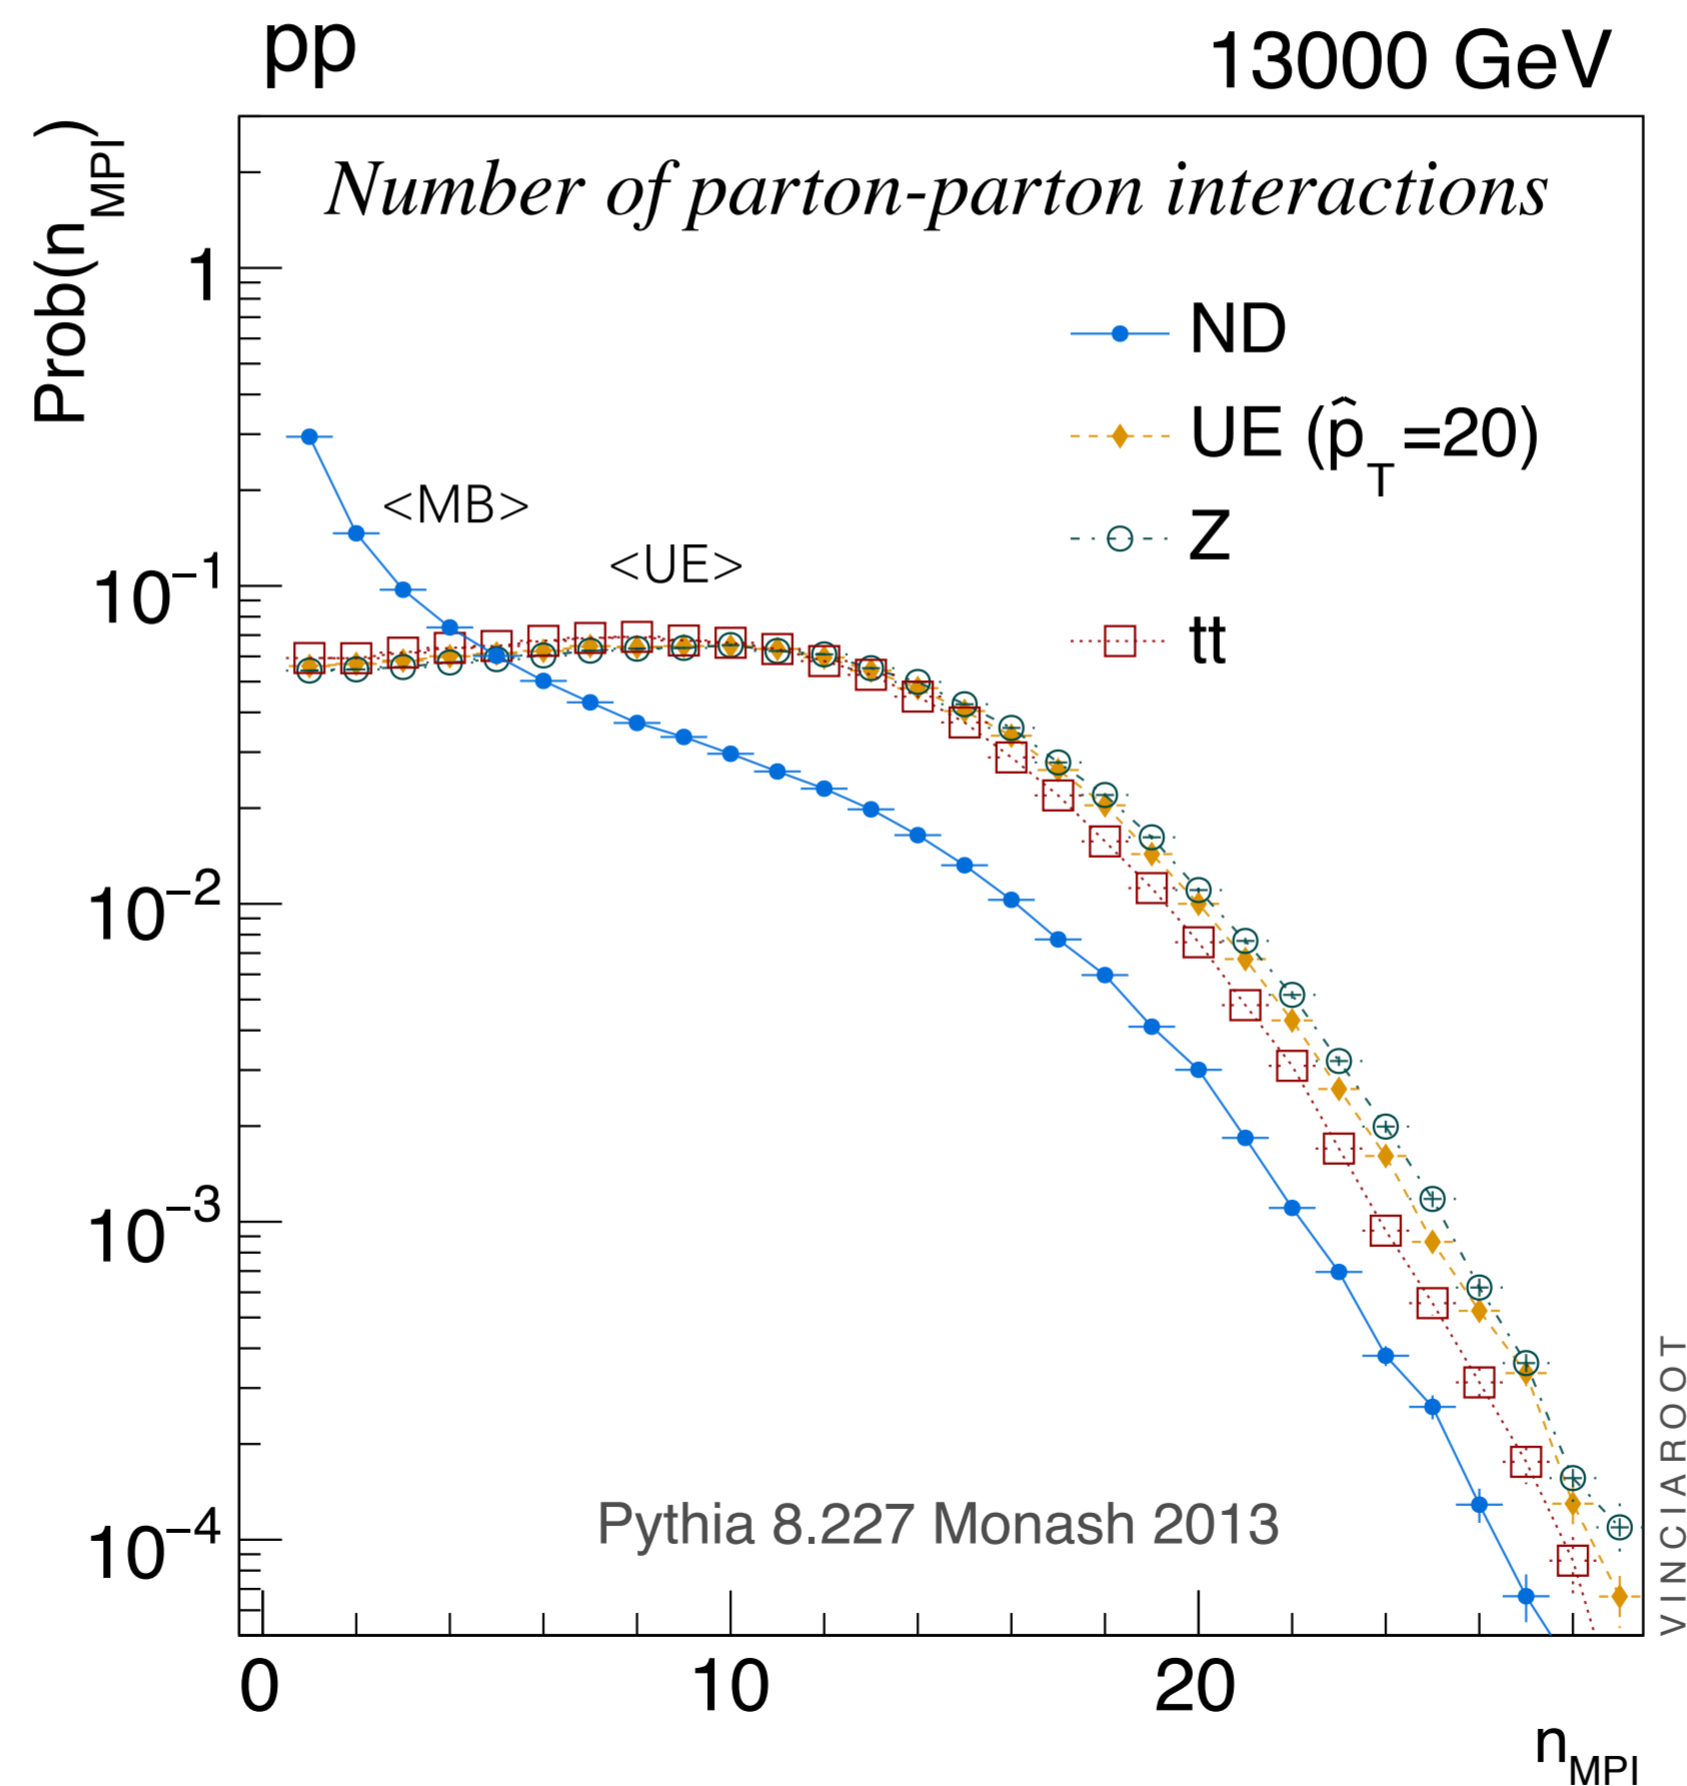 pp
13000 GeV
Prob(n_MPI)
Number of parton-parton interactions
ND
UE (p̂_T=20)
Z
tt
<MB>
<UE>
1
10⁻¹
10⁻²
10⁻³
10⁻⁴
Pythia 8.227 Monash 2013
VINCIAROOT
0 10 20
n_MPI